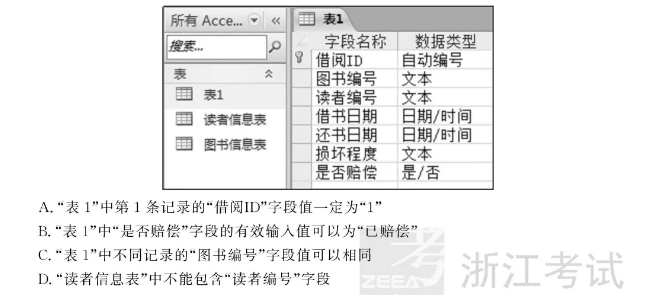 所有 Acce... «
表1
搜索...
字段名称 数据类型
借阅ID 自动编号
表
图书编号 文本
表1
读者编号 文本
读者信息表
借书日期 日期/时间
还书日期 日期/时间
图书信息表
损坏程度 文本
是否赔偿 是/否
A.“表 1”中第 1 条记录的“借阅ID”字段值一定为“1”
B.“表 1”中“是否赔偿”字段的有效输入值可以为“已赔偿”
C.“表 1”中不同记录的“图书编号”字段值可以相同
D.“读者信息表”中不能包含“读者编号”字段
ZEEA 浙江考试